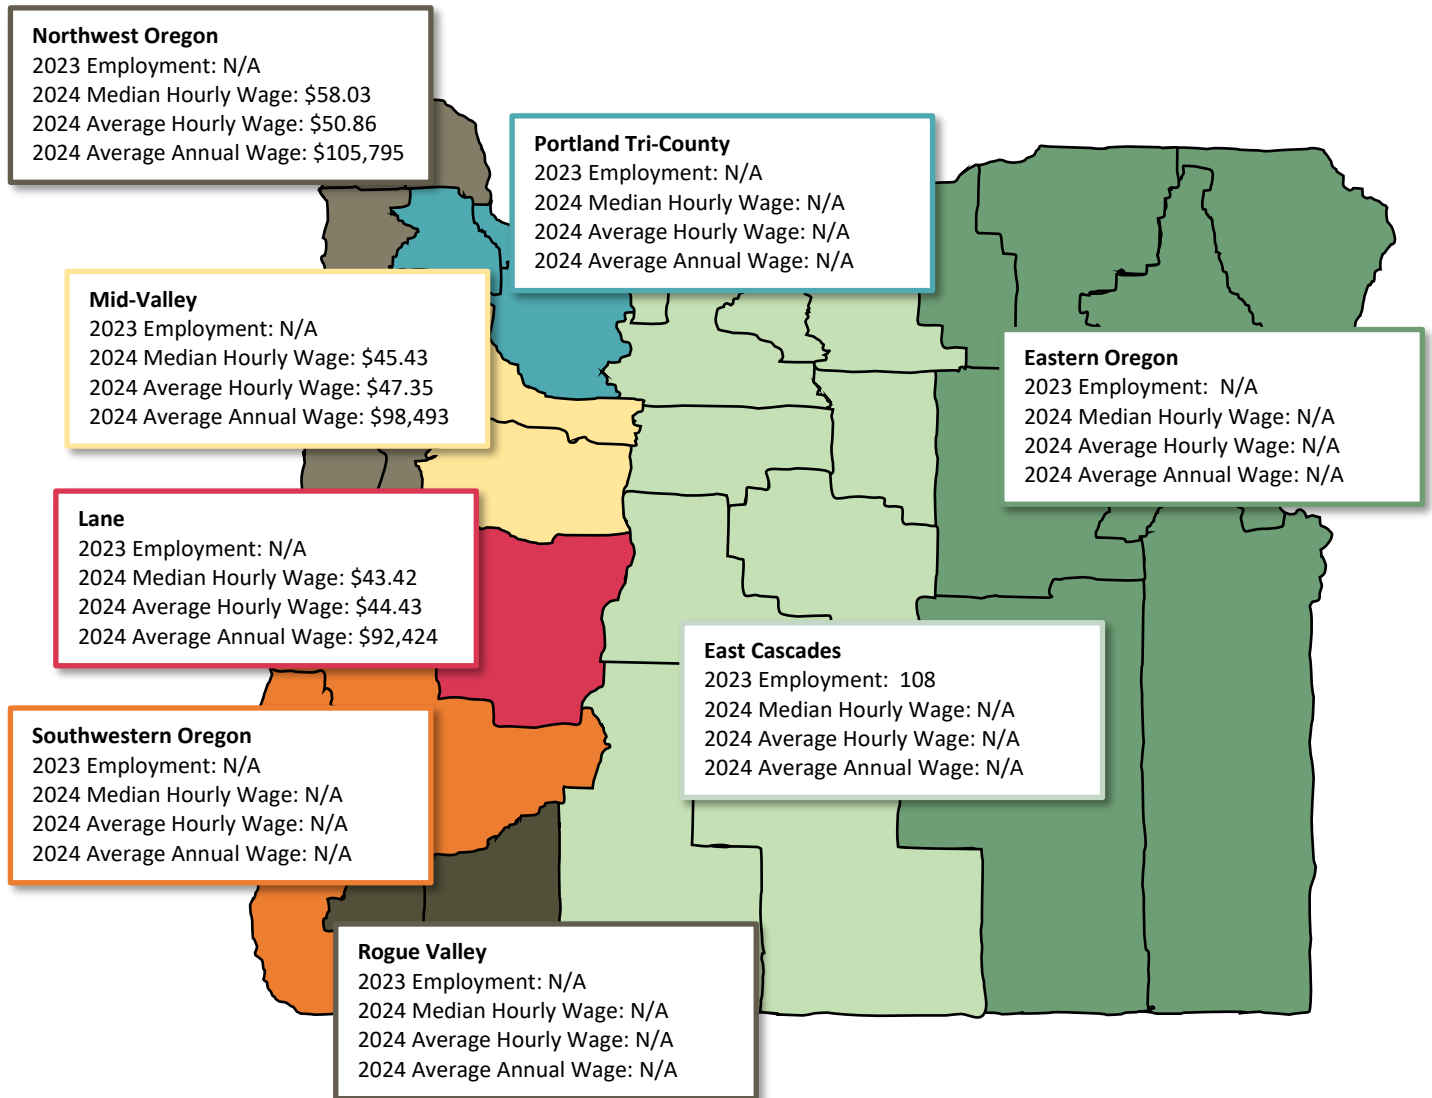 Northwest Oregon
2023 Employment: N/A
2024 Median Hourly Wage: $58.03
2024 Average Hourly Wage: $50.86
2024 Average Annual Wage: $105,795
Portland Tri-County
2023 Employment: N/A
2024 Median Hourly Wage: N/A
2024 Average Hourly Wage: N/A
2024 Average Annual Wage: N/A
Mid-Valley
2023 Employment: N/A
2024 Median Hourly Wage: $45.43
2024 Average Hourly Wage: $47.35
2024 Average Annual Wage: $98,493
Eastern Oregon
2023 Employment:  N/A
2024 Median Hourly Wage: N/A
2024 Average Hourly Wage: N/A
2024 Average Annual Wage: N/A
Lane
2023 Employment: N/A
2024 Median Hourly Wage: $43.42
2024 Average Hourly Wage: $44.43
2024 Average Annual Wage: $92,424
East Cascades
2023 Employment:  108
2024 Median Hourly Wage: N/A
2024 Average Hourly Wage: N/A
2024 Average Annual Wage: N/A
Southwestern Oregon
2023 Employment: N/A
2024 Median Hourly Wage: N/A
2024 Average Hourly Wage: N/A
2024 Average Annual Wage: N/A
Rogue Valley
2023 Employment: N/A
2024 Median Hourly Wage: N/A
2024 Average Hourly Wage: N/A
2024 Average Annual Wage: N/A